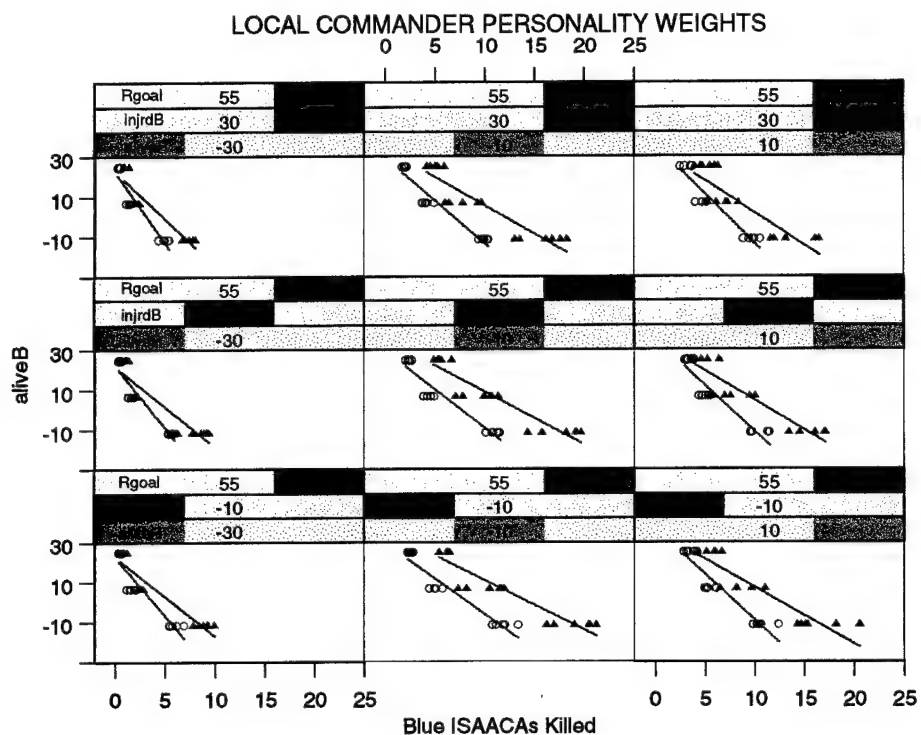 LOCAL COMMANDER PERSONALITY WEIGHTS
0 5 10 15 20 25
Rgoal 55 55 55
injrdB 30 30 30
-30 10
30
10
-10
Rgoal 55 55 55
injrdB
-30 10
30
10
-10
Rgoal 55 55 55
-10 -10 -10
-30 10
30
10
-10
aliveB
0 5 10 15 20 25 0 5 10 15 20 25
Blue ISAACAs Killed